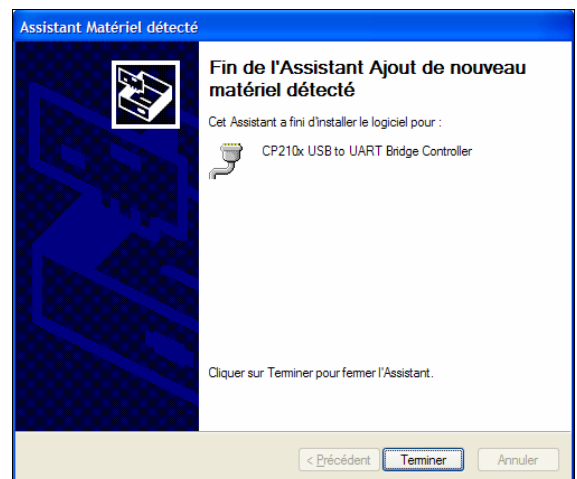 Assistant Matériel détecté
Fin de l'Assistant Ajout de nouveau
matériel détecté
Cet Assistant a fini d'installer le logiciel pour :
CP210x USB to UART Bridge Controller
Cliquer sur Terminer pour fermer l'Assistant.
< Précédent Terminer Annuler